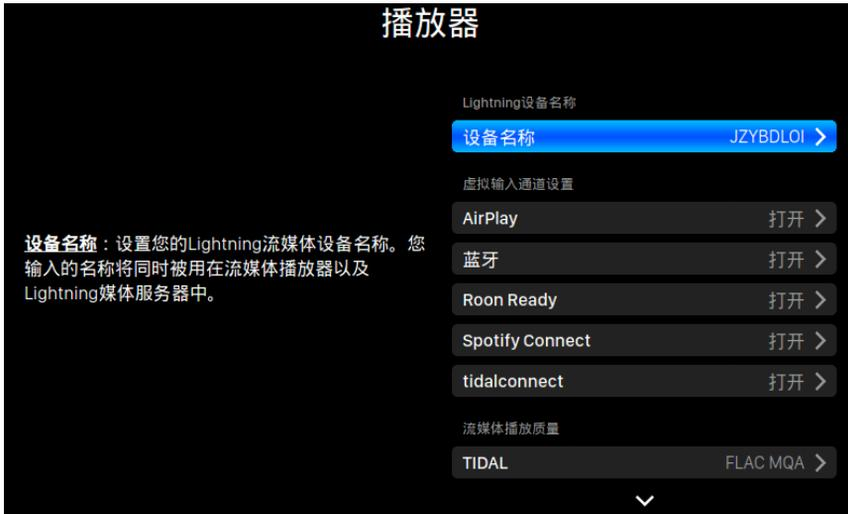 播放器
Lightning设备名称
设备名称 JZYBDLOI
虚拟输入通道设置
AirPlay 打开
蓝牙 打开
Roon Ready 打开
Spotify Connect 打开
tidalconnect 打开
流媒体播放质量
TIDAL FLAC MQA
设备名称：设置您的Lightning流媒体设备名称。您
输入的名称将同时被用在流媒体播放器以及
Lightning媒体服务器中。